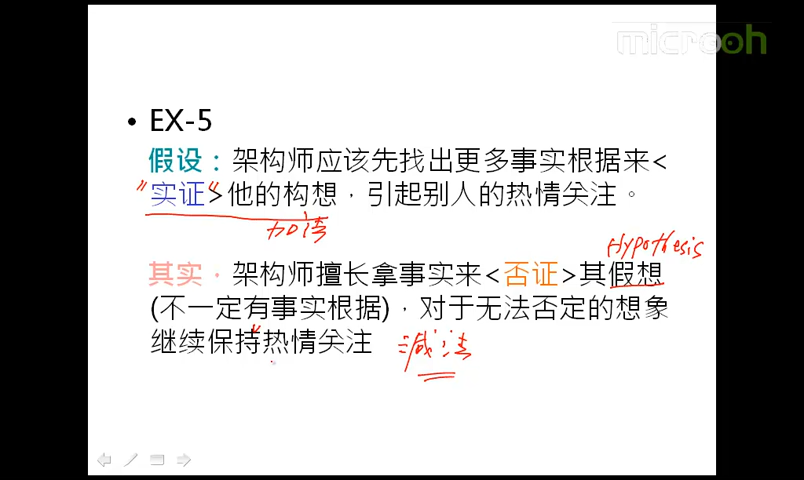 microoh
• EX-5
假设：架构师应该先找出更多事实根据来<
"实证">他的构想，引起别人的热情关注。
加法
Hypothesis
其实，架构师擅长拿事实来<否证>其假想
(不一定有事实根据)，对于无法否定的想象
继续保持热情关注
减法